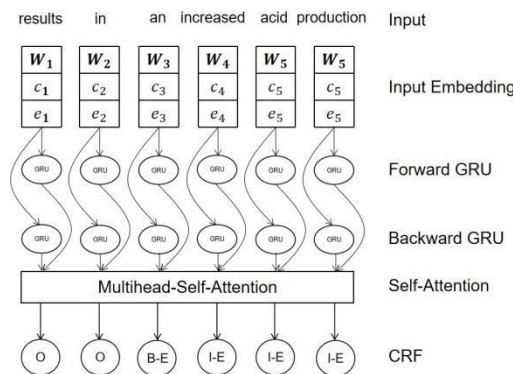 results in an increased acid production Input
W₁ W₂ W₃ W₄ W₅ W₅
c₁ c₂ c₃ c₄ c₅ c₅ Input Embedding
e₁ e₂ e₃ e₄ e₅ e₅
GRU GRU GRU GRU GRU GRU Forward GRU
GRU GRU GRU GRU GRU GRU Backward GRU
Multihead-Self-Attention Self-Attention
O O B-E I-E I-E I-E CRF